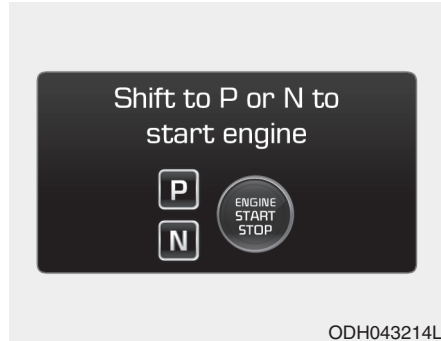 Shift to P or N to
start engine
P
N
ENGINE
START
STOP
ODH043214L